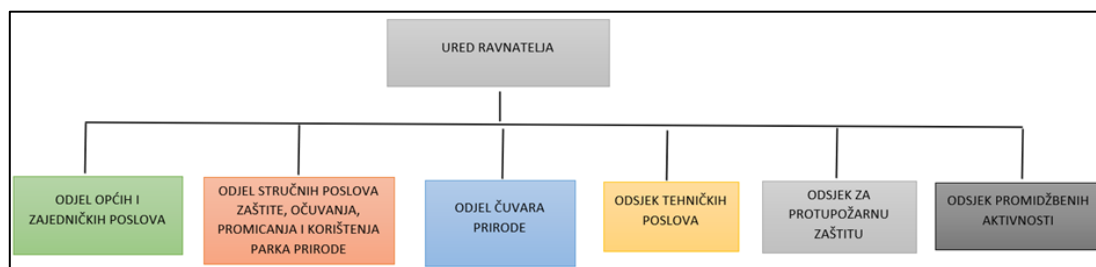 URED RAVNATELJA
ODJEL OPĆIH I
ZAJEDNIČKIH POSLOVA
ODJEL STRUČNIH POSLOVA
ZAŠTITE, OČUVANJA,
PROMICANJA I KORIŠTENJA
PARKA PRIRODE
ODJEL ČUVARA
PRIRODE
ODSJEK TEHNIČKIH
POSLOVA
ODSJEK ZA
PROTUPOŽARNU
ZAŠTITU
ODSJEK PROMIDŽBENIH
AKTIVNOSTI